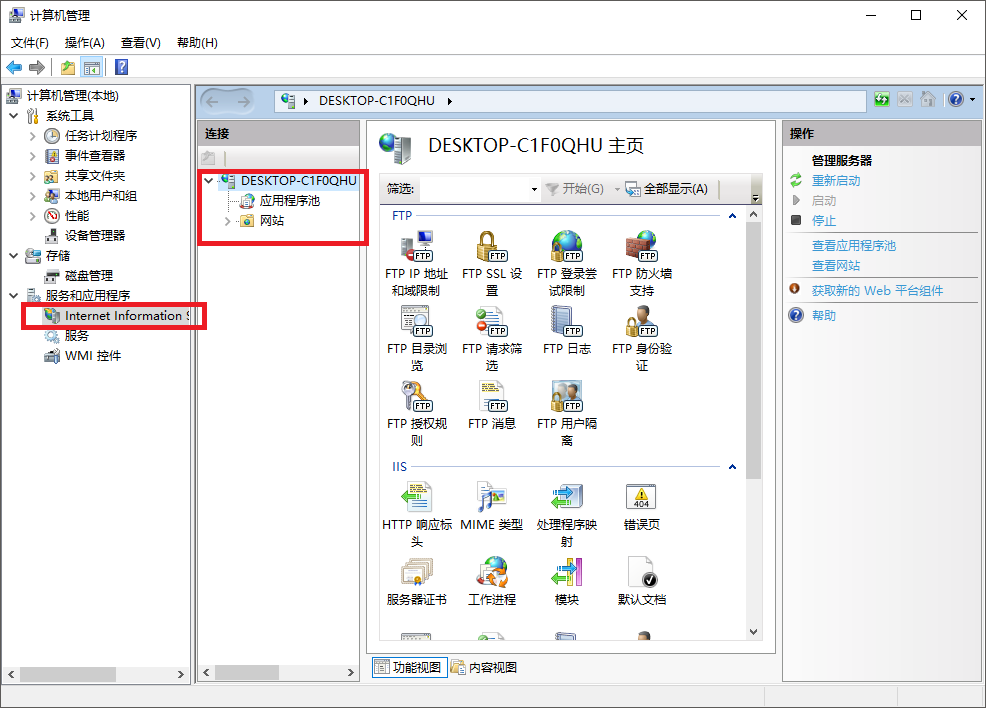 计算机管理
文件(F) 操作(A) 查看(V) 帮助(H)
计算机管理(本地)
系统工具
任务计划程序
事件查看器
共享文件夹
本地用户和组
性能
设备管理器
存储
磁盘管理
服务和应用程序
Internet Information S
服务
WMI 控件
DESKTOP-C1F0QHU
连接
DESKTOP-C1F0QHU
应用程序池
网站
DESKTOP-C1F0QHU 主页
筛选: 开始(G) 全部显示(A)
FTP
FTP IP 地址
和域限制
FTP SSL 设
置
FTP 登录尝
试限制
FTP 防火墙
支持
FTP 目录浏
览
FTP 请求筛
选
FTP 日志
FTP 身份验
证
FTP 授权规
则
FTP 消息
FTP 用户隔
离
IIS
HTTP 响应标
头
MIME 类型
处理程序映
射
404
错误页
服务器证书
工作进程
模块
默认文档
功能视图 内容视图
操作
管理服务器
重新启动
启动
停止
查看应用程序池
查看网站
获取新的 Web 平台组件
帮助